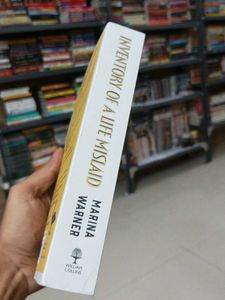 INVENTORY OF A LIFE MISLAID
MARINA
WARNER
WILLIAM
COLLINS